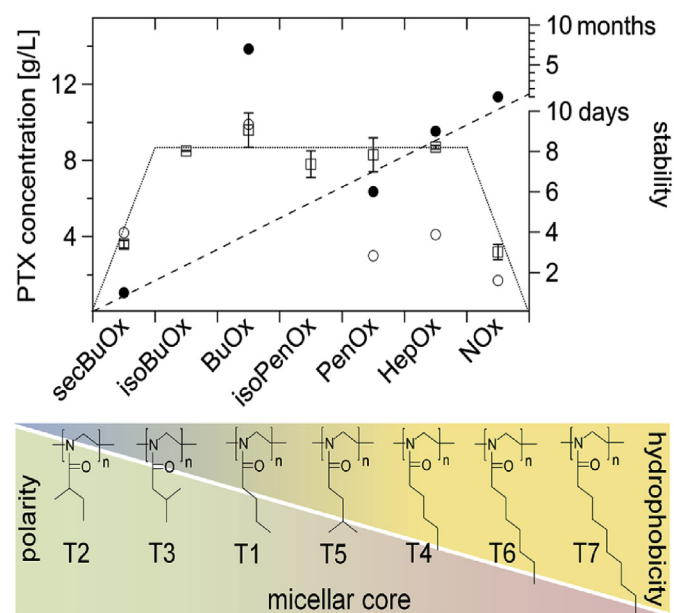 PTX concentration [g/L]
12
8
4
10 months
5
10 days
8
6
4
2
stability
secBuOx
isoBuOx
BuOx
isoPenOx
PenOx
HepOx
NOx
polarity
hydrophobicity
N n O
N n O
N n O
N n O
N n O
N n O
N n O
T2 T3 T1 T5 T4 T6 T7
micellar core